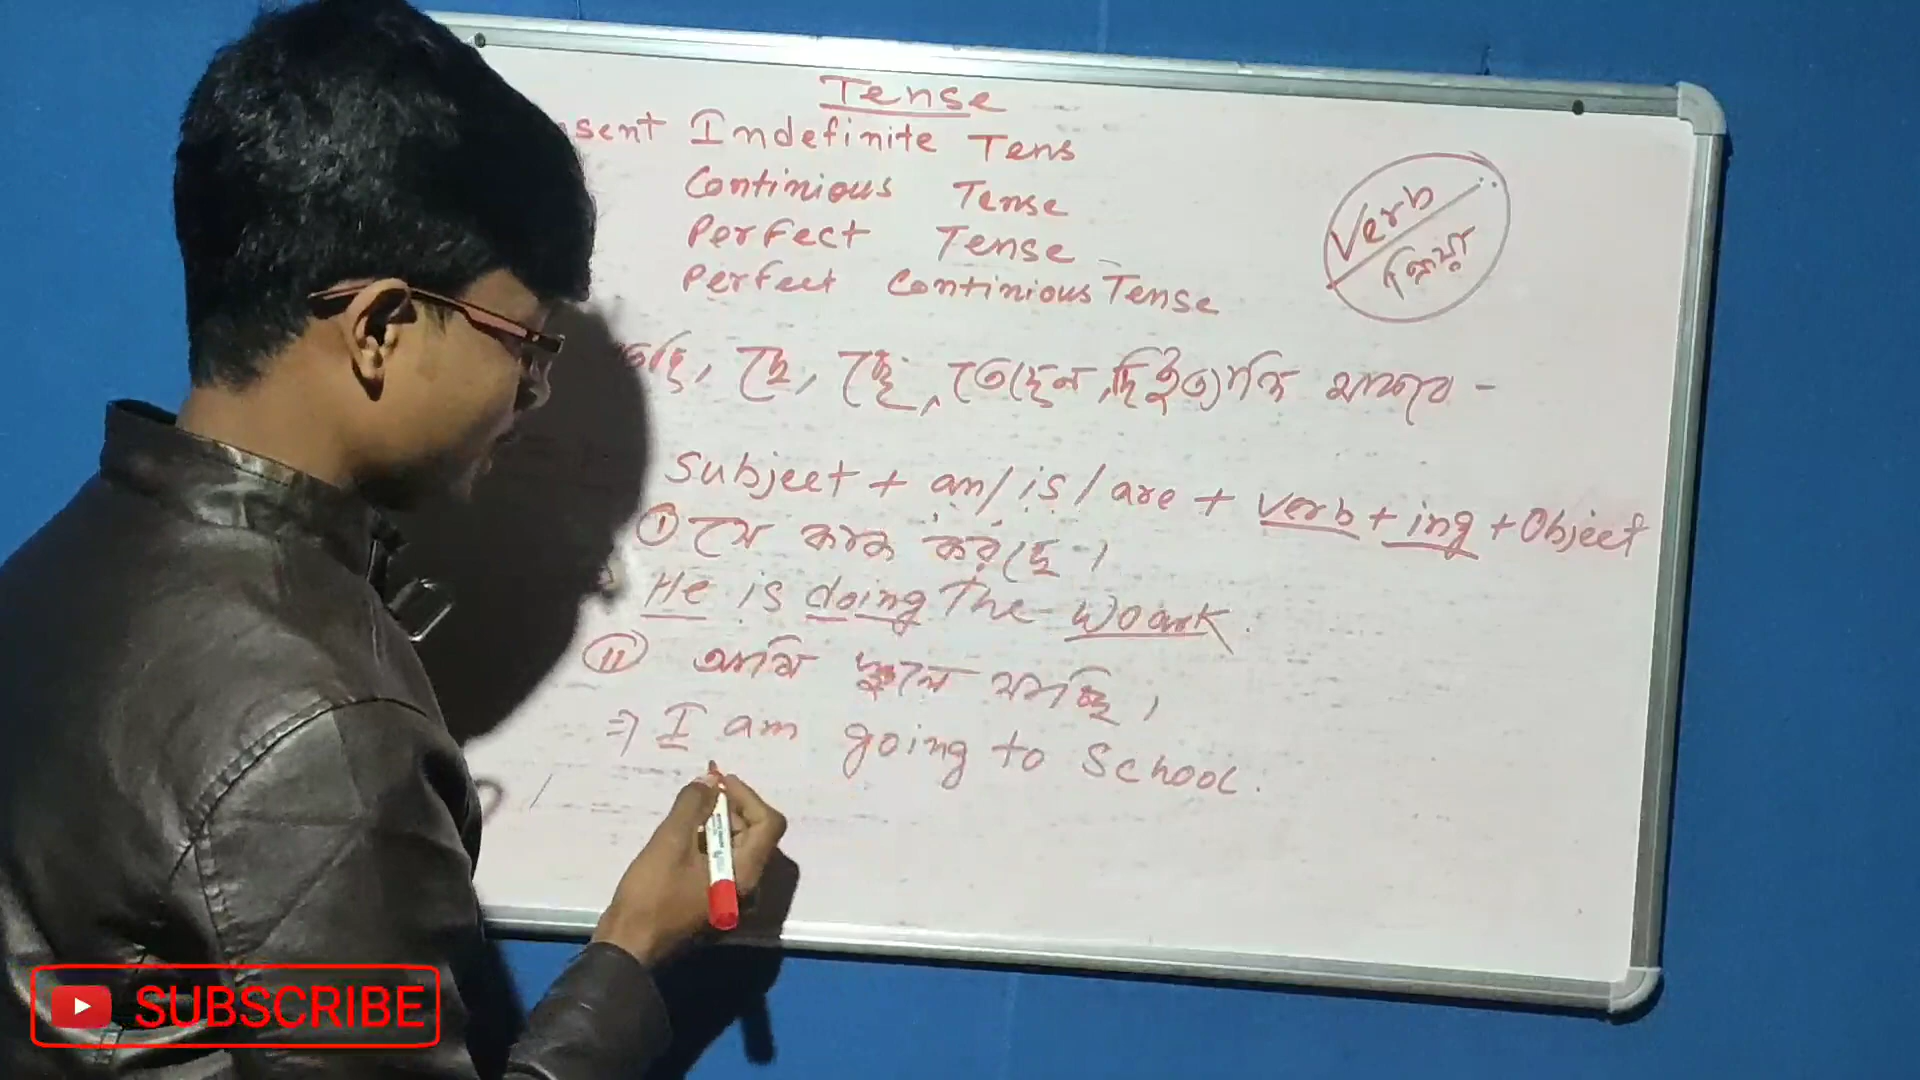 Tense
sent Indefinite Tens
Continious Tense
Perfect Tense
Perfect Continious Tense
Verb
ক্রিয়া
তেছি, ছে, ছ, তেছেন, থাকবে -
Subject + am/is/are + verb + ing + Object
① সে কাজ করছে।
He is doing The Woark.
⑪ আমি স্কুলে যাচ্ছি।
⇒ I am going to School.
SUBSCRIBE